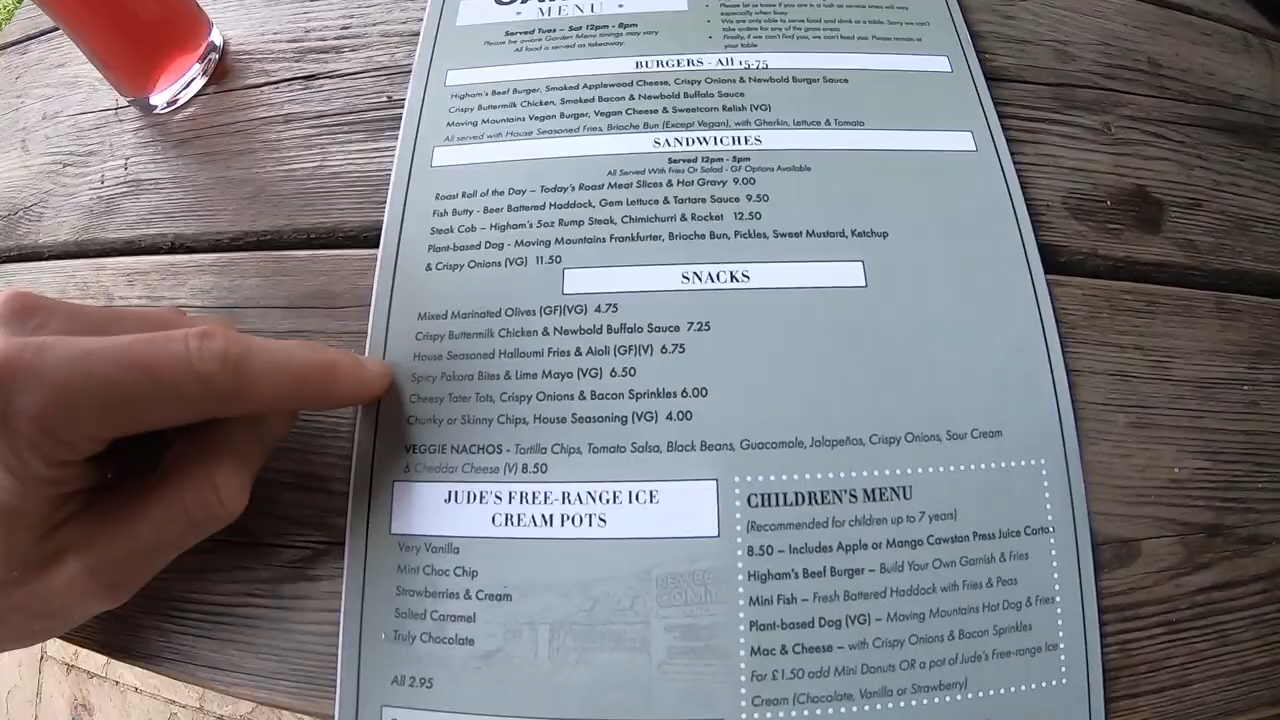 MENU
Served Tues – Sat 12pm - 8pm
Please be aware Garden Menu timings may vary
All food is served as takeaway.
Please let us know if you are in a rush as service times will vary
especially when busy
We are only able to serve food and drink at a table. Sorry we can't
take orders for any of the grass areas
Finally, if we can't find you, we can't feed you. Please remain at
your table
BURGERS - All 15.75
Higham's Beef Burger, Smoked Applewood Cheese, Crispy Onions & Newbold Burger Sauce
Crispy Buttermilk Chicken, Smoked Bacon & Newbold Buffalo Sauce
Moving Mountains Vegan Burger, Vegan Cheese & Sweetcorn Relish (VG)
All served with House Seasoned Fries, Brioche Bun (Except Vegan), with Gherkin, Lettuce & Tomato
SANDWICHES
Served 12pm - 5pm
All Served With Fries Or Salad - GF Options Available
Roast Roll of the Day – Today's Roast Meat Slices & Hot Gravy 9.00
Fish Butty - Beer Battered Haddock, Gem Lettuce & Tartare Sauce 9.50
Steak Cob – Higham's 5oz Rump Steak, Chimichurri & Rocket 12.50
Plant-based Dog - Moving Mountains Frankfurter, Brioche Bun, Pickles, Sweet Mustard, Ketchup
& Crispy Onions (VG) 11.50
SNACKS
Mixed Marinated Olives (GF)(VG) 4.75
Crispy Buttermilk Chicken & Newbold Buffalo Sauce 7.25
House Seasoned Halloumi Fries & Aioli (GF)(V) 6.75
Spicy Pakora Bites & Lime Mayo (VG) 6.50
Cheesy Tater Tots, Crispy Onions & Bacon Sprinkles 6.00
Chunky or Skinny Chips, House Seasoning (VG) 4.00
VEGGIE NACHOS - Tortilla Chips, Tomato Salsa, Black Beans, Guacamole, Jalapeños, Crispy Onions, Sour Cream
& Cheddar Cheese (V) 8.50
JUDE'S FREE-RANGE ICE
CREAM POTS
Very Vanilla
Mint Choc Chip
Strawberries & Cream
Salted Caramel
Truly Chocolate
All 2.95
CHILDREN'S MENU
(Recommended for children up to 7 years)
8.50 – Includes Apple or Mango Cawston Press Juice Carton
Higham's Beef Burger – Build Your Own Garnish & Fries
Mini Fish – Fresh Battered Haddock with Fries & Peas
Plant-based Dog (VG) – Moving Mountains Hot Dog & Fries
Mac & Cheese – with Crispy Onions & Bacon Sprinkles
For £1.50 add Mini Donuts OR a pot of Jude's Free-range Ice
Cream (Chocolate, Vanilla or Strawberry)